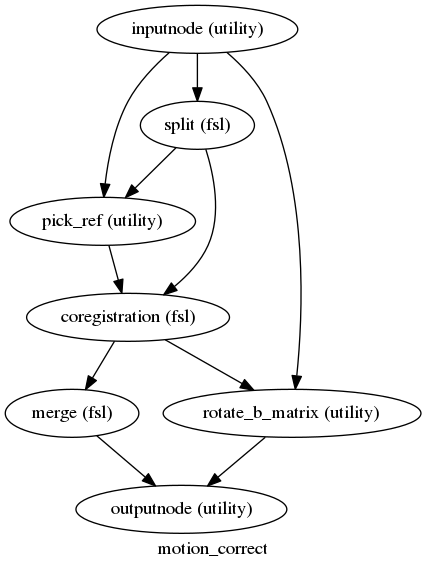 inputnode (utility)
split (fsl)
pick_ref (utility)
coregistration (fsl)
merge (fsl)
rotate_b_matrix (utility)
outputnode (utility)
motion_correct